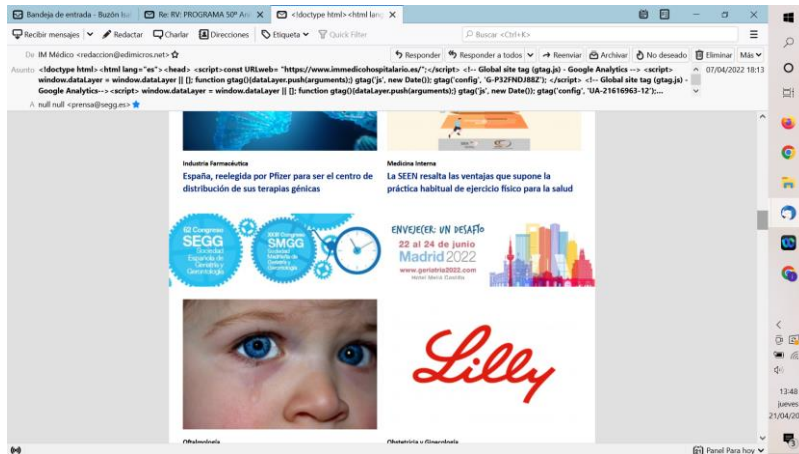 Bandeja de entrada - Buzón
Re: RV: PROGRAMA 50º
<!doctype html> <html lang
Recibir mensajes
Redactar
Charlar
Direcciones
Etiqueta
Quick Filter
Buscar <Ctrl+K>
De IM Médico <redaccion@edimicros.net>
Responder
Responder a todos
Reenviar
Archivar
No deseado
Eliminar
Más
Asunto <!doctype html> <html lang="es"> <head> <script>const URLweb= "https://www.immedicohospitalario.es/";</script> <!-- Global site tag (gtag.js) - Google Analytics --> <script>
07/04/2022 18:13
window.dataLayer = window.dataLayer || []; function gtag(){dataLayer.push(arguments);} gtag('js', new Date()); gtag('config', 'G-P32FNDJ88Z'); </script> <!-- Global site tag (gtag.js) -
Google Analytics--> <script> window.dataLayer = window.dataLayer || []; function gtag(){dataLayer.push(arguments);} gtag('js', new Date()); gtag('config', 'UA-21616963-12');...
A null null <prensa@segg.es>
Industria Farmacéutica
España, reelegida por Pfizer para ser el centro de
distribución de sus terapias génicas
Medicina Interna
La SEEN resalta las ventajas que supone la
práctica habitual de ejercicio físico para la salud
62 Congreso
SEGG
Sociedad
Española de
Geriatría y
Gerontología
SMGG
Sociedad
Madrileña de
Geriatría y
Gerontología
ENVEJECER: UN DESAFÍO
22 al 24 de junio
Madrid 2022
www.geriatria2022.com
Hotel Meliá Castilla
Lilly
Oftalmología
Obstetricia y Ginecología
Panel Para hoy
13:48
jueves
21/04/20